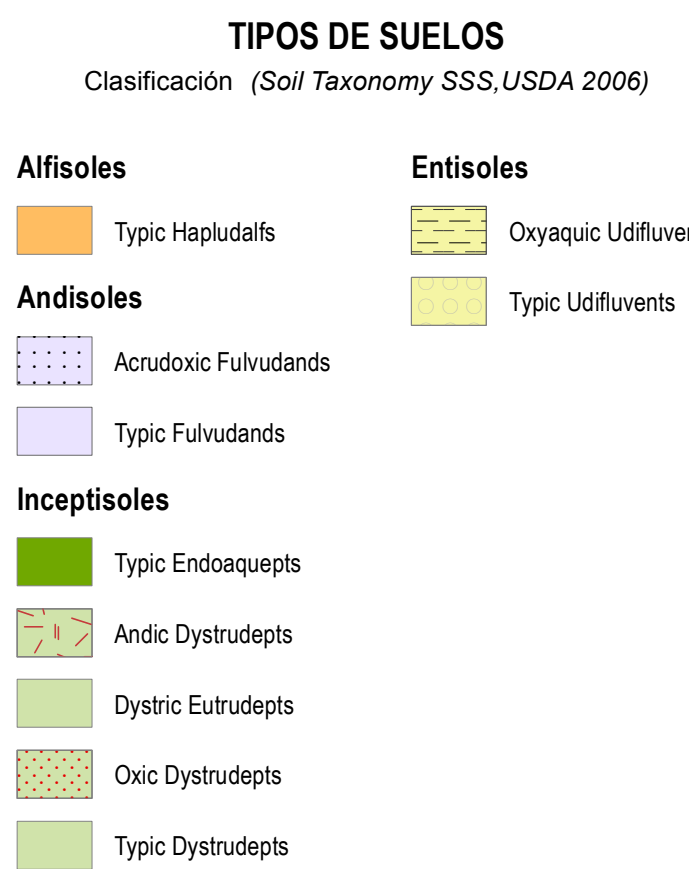 TIPOS DE SUELOS
Clasificación (Soil Taxonomy SSS,USDA 2006)
Alfisoles
Typic Hapludalfs
Andisoles
Acrudoxic Fulvudands
Typic Fulvudands
Inceptisoles
Typic Endoaquepts
Andic Dystrudepts
Dystric Eutrudepts
Oxic Dystrudepts
Typic Dystrudepts
Entisoles
Oxyaquic
Typic Udifluvents